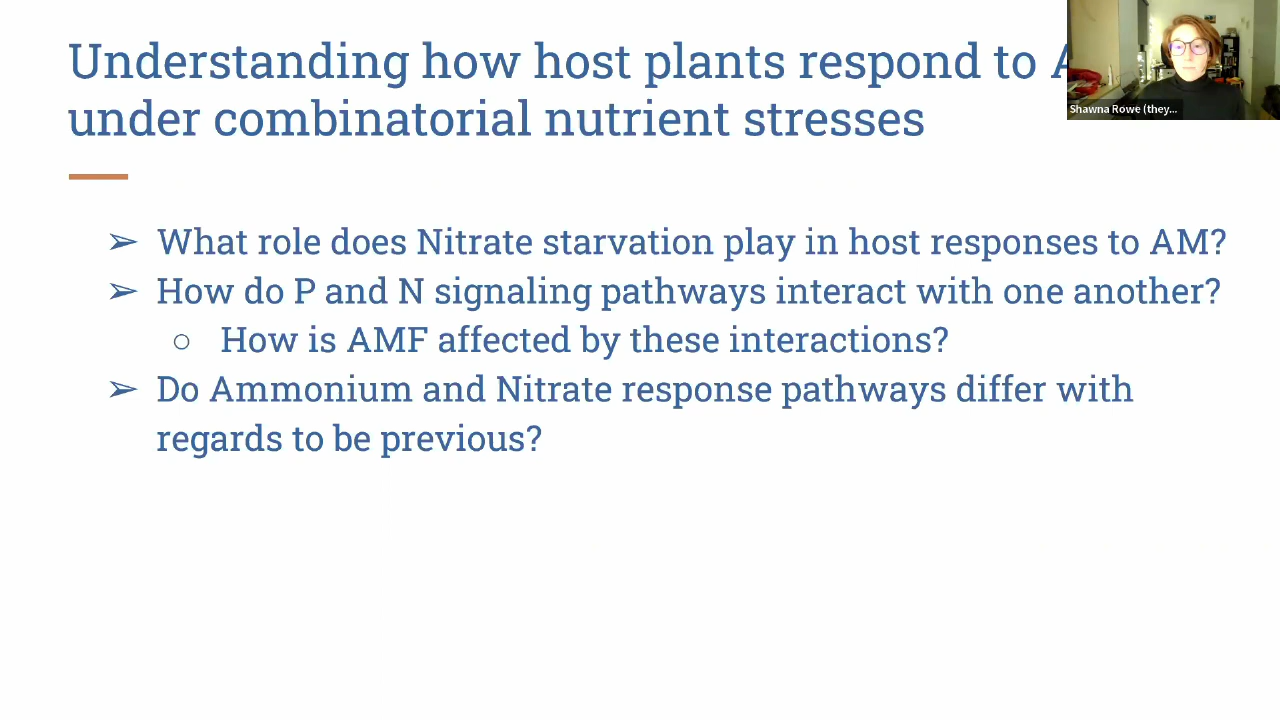 Understanding how host plants respond to
under combinatorial nutrient stresses
➢ What role does Nitrate starvation play in host responses to AM?
➢ How do P and N signaling pathways interact with one another?
○ How is AMF affected by these interactions?
➢ Do Ammonium and Nitrate response pathways differ with
regards to be previous?
Shawna Rowe (they...